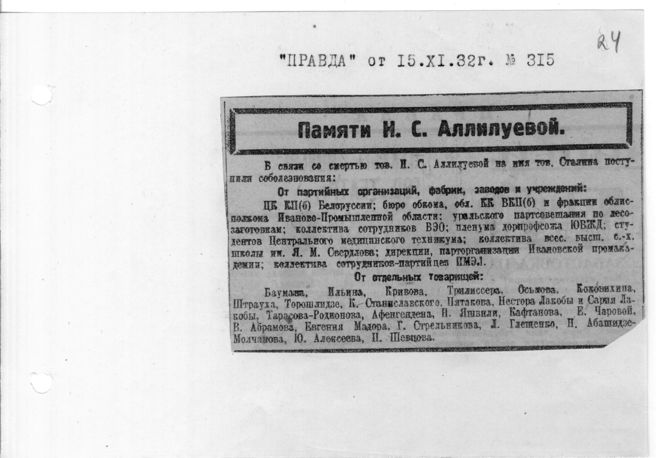 24
"ПРАВДА" от 15.XI.32г. № 315
Памяти Н. С. Аллилуевой.
В связи со смертью тов. Н. С. Аллилуевой на имя тов. Сталина посту-
пили соболезнования:
От партийных организаций, фабрик, заводов и учреждений:
ЦК КП(б) Белоруссии; бюро обкома, обл. КК ВКП(б) и фракции облис-
полкома Иваново-Промышленной области; уральского партсовещания по лесо-
заготовкам; коллектива сотрудников ВЭО; пленума дорпрофсожа ЮВЖД; сту-
дентов Центрального медицинского техникума; коллектива всес. высш. с.-х.
школы им. Я. М. Свердлова; дирекции, парторганизации Ивановской промака-
демии; коллектива сотрудников-партийцев ИМЭЛ.
От отдельных товарищей:
Баумана, Ильина, Кривова, Трилиссера, Осьмова,
Штрауха, Торошлидзе, К. Станиславского, Пятакова, Нестора Лакобы и Сарии Ла-
кобы, Тарасова-Родионова, Афеногедена, И. Яшвили, Кафтанова, Е. Чаровой,
В. Абрамова, Евгения Мадора, Г. Стрельникова, Л. Глещенко, Н. Абашидзе-
Молчанова, Ю. Алексеева, П. Шевцова.